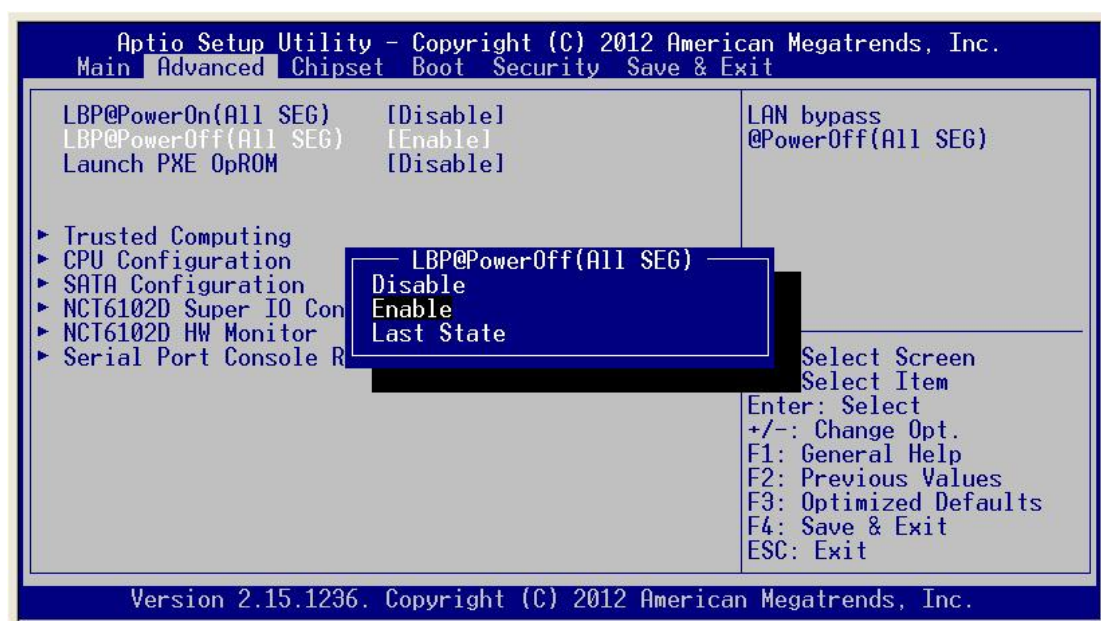 Aptio Setup Utility - Copyright (C) 2012 American Megatrends, Inc.
Main Advanced Chipset Boot Security Save & Exit
LBP@PowerOn(All SEG) [Disable]
LBP@PowerOff(All SEG) [Enable]
Launch PXE OpROM [Disable]
► Trusted Computing
► CPU Configuration
► SATA Configuration
► NCT6102D Super IO Con
► NCT6102D HW Monitor
► Serial Port Console R
LBP@PowerOff(All SEG)
Disable
Enable
Last State
LAN bypass
@PowerOff(All SEG)
Select Screen
Select Item
Enter: Select
+/-: Change Opt.
F1: General Help
F2: Previous Values
F3: Optimized Defaults
F4: Save & Exit
ESC: Exit
Version 2.15.1236. Copyright (C) 2012 American Megatrends, Inc.